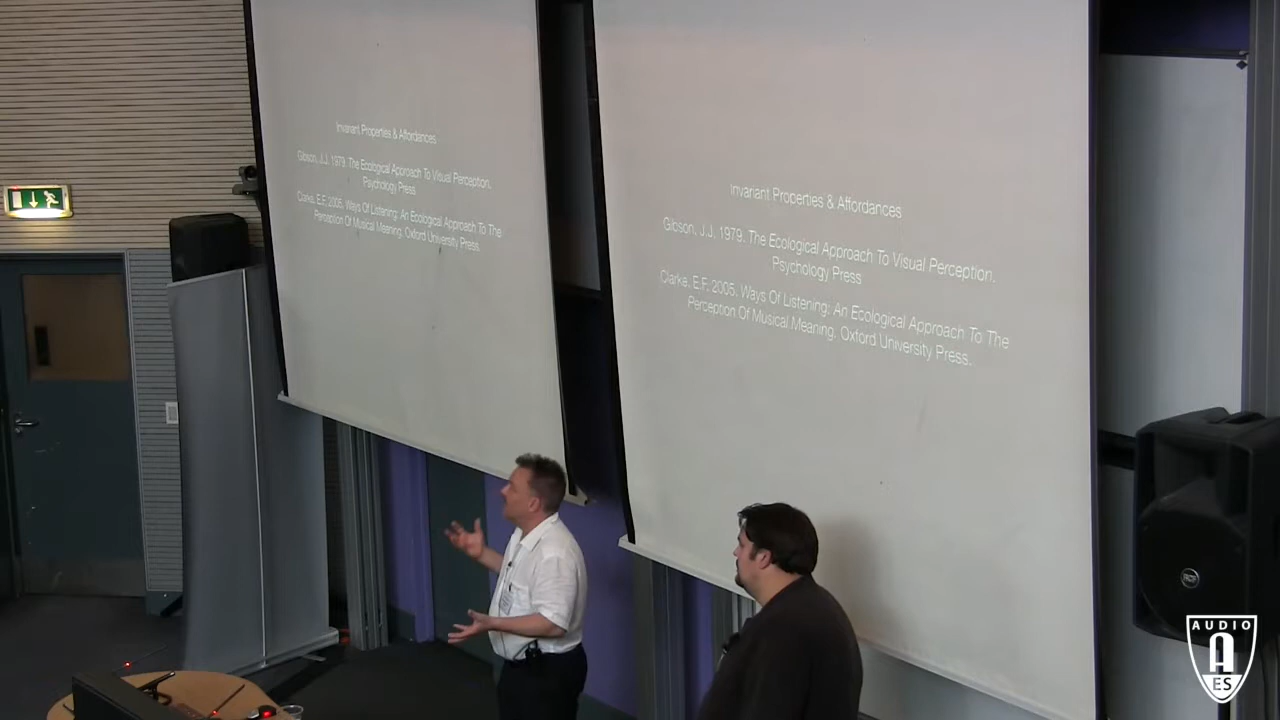 Invariant Properties & Affordances
Gibson, J.J. 1979. The Ecological Approach To Visual Perception.
Psychology Press
Clarke, E.F. 2005. Ways Of Listening: An Ecological Approach To The
Perception Of Musical Meaning. Oxford University Press.
Invariant Properties & Affordances
Gibson, J.J. 1979. The Ecological Approach To Visual Perception.
Psychology Press
Clarke, E.F. 2005. Ways Of Listening: An Ecological Approach To The
Perception Of Musical Meaning. Oxford University Press.
RCF
AUDIO
A
ES